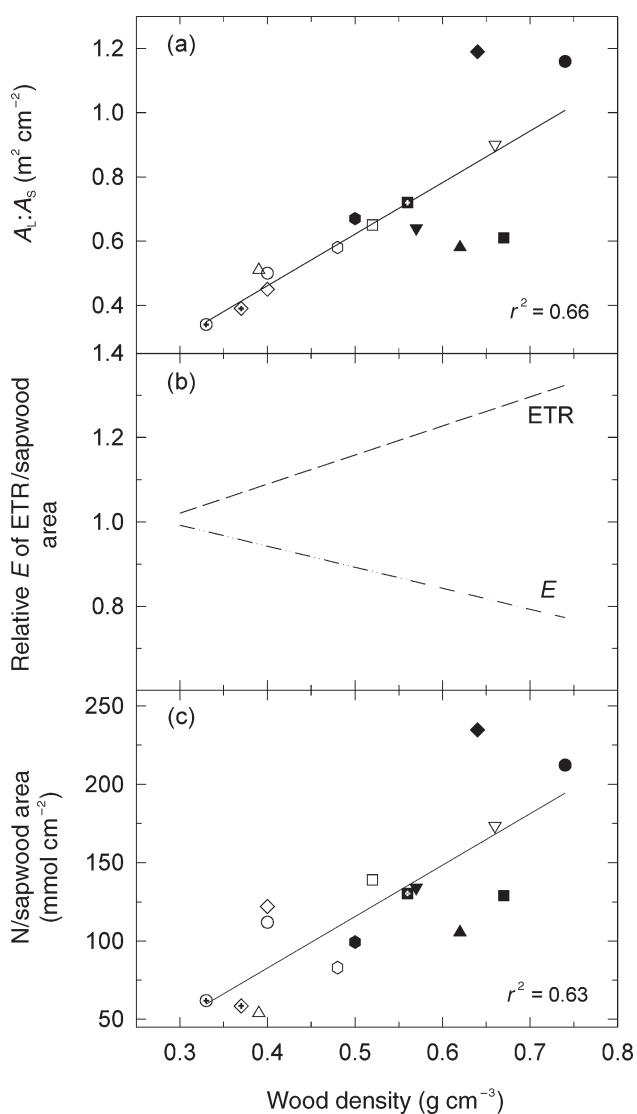 (a)
1.2
1.0
0.8
0.6
0.4
A_L:A_S (m² cm⁻²)
r² = 0.66
(b)
1.4
1.2
1.0
0.8
Relative E of ETR/sapwood
area
ETR
E
(c)
250
200
150
100
50
N/sapwood area
(mmol cm⁻²)
r² = 0.63
0.3 0.4 0.5 0.6 0.7 0.8
Wood density (g cm⁻³)